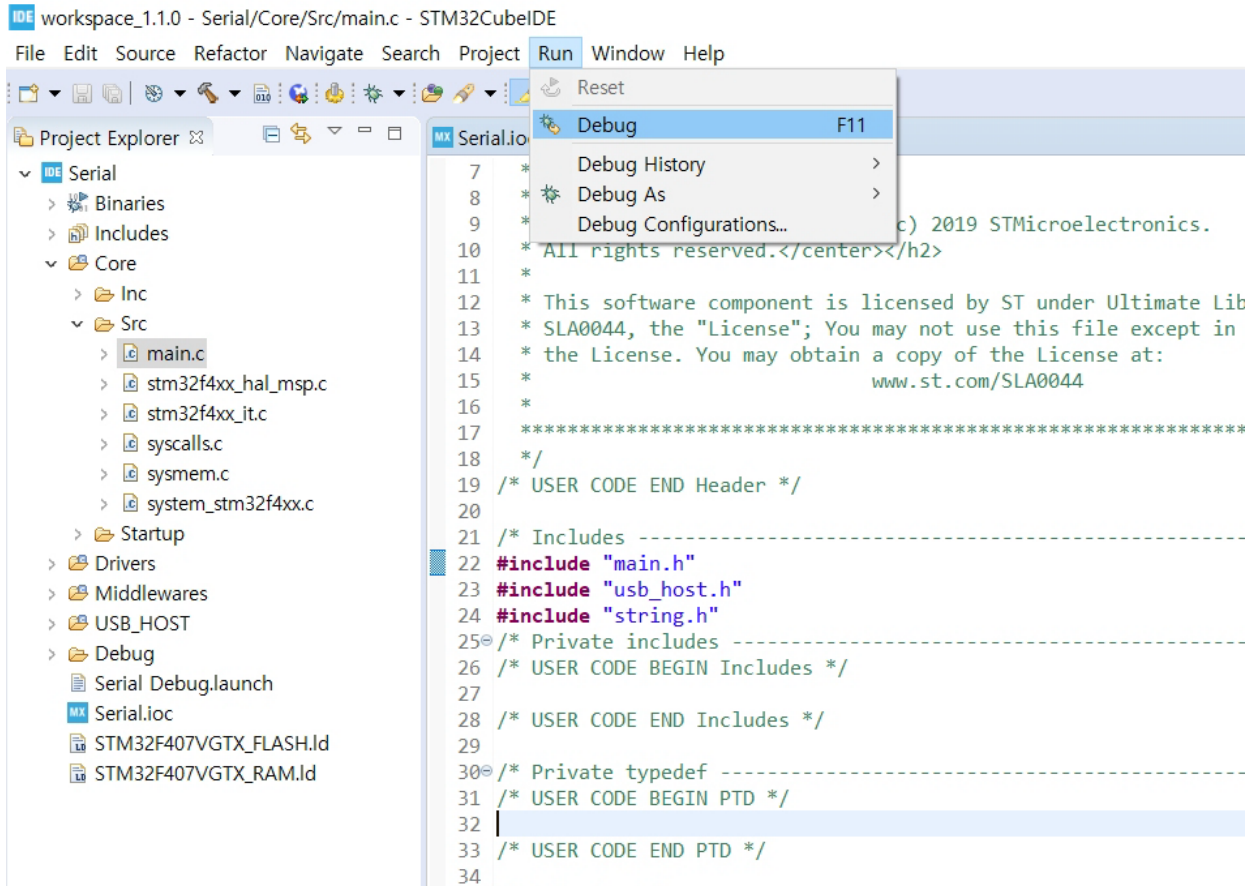 IDE workspace_1.1.0 - Serial/Core/Src/main.c - STM32CubeIDE
File Edit Source Refactor Navigate Search Project Run Window Help
010
Reset
Debug F11
Debug History
Debug As
Debug Configurations...
Project Explorer
IDE Serial
Binaries
Includes
Core
Inc
Src
.c main.c
.c stm32f4xx_hal_msp.c
.c stm32f4xx_it.c
.c syscalls.c
.c sysmem.c
.c system_stm32f4xx.c
Startup
Drivers
Middlewares
USB_HOST
Debug
Serial Debug.launch
MX Serial.ioc
LD STM32F407VGTX_FLASH.ld
LD STM32F407VGTX_RAM.ld
MX Serial.io
7 *
8 *
9 * c) 2019 STMicroelectronics.
10 * All rights reserved.</center></h2>
11 *
12 * This software component is licensed by ST under Ultimate Lib
13 * SLA0044, the "License"; You may not use this file except in
14 * the License. You may obtain a copy of the License at:
15 * www.st.com/SLA0044
16 *
17 ****************************************************************
18 */
19 /* USER CODE END Header */
20
21 /* Includes ----------------------------------------------------
22 #include "main.h"
23 #include "usb_host.h"
24 #include "string.h"
25 /* Private includes --------------------------------------------
26 /* USER CODE BEGIN Includes */
27
28 /* USER CODE END Includes */
29
30 /* Private typedef ---------------------------------------------
31 /* USER CODE BEGIN PTD */
32
33 /* USER CODE END PTD */
34